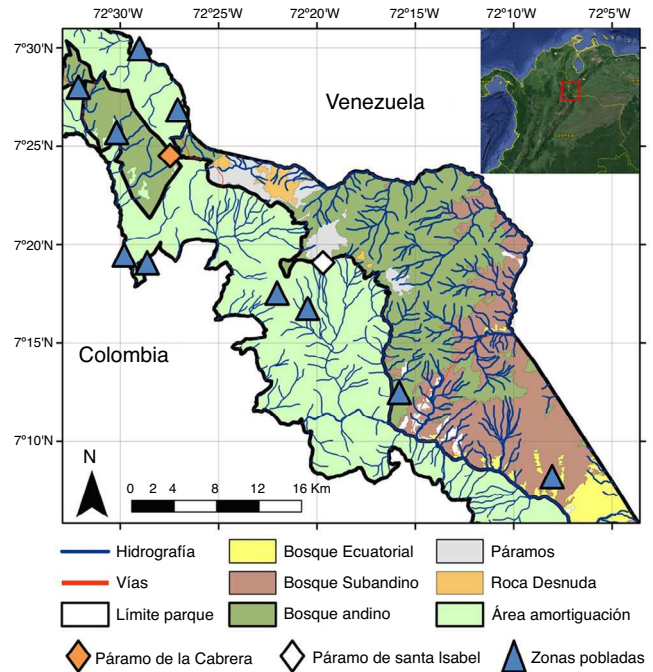 72°30'W 72°25'W 72°20'W 72°15'W 72°10'W 72°5'W
7°30'N
Venezuela
7°25'N
7°20'N
7°15'N
Colombia
7°10'N
N
0 2 4 8 12 16 Km
Hidrografía Bosque Ecuatorial Páramos
Vías Bosque Subandino Roca Desnuda
Límite parque Bosque andino Área amortiguación
Páramo de la Cabrera Páramo de santa Isabel Zonas pobladas